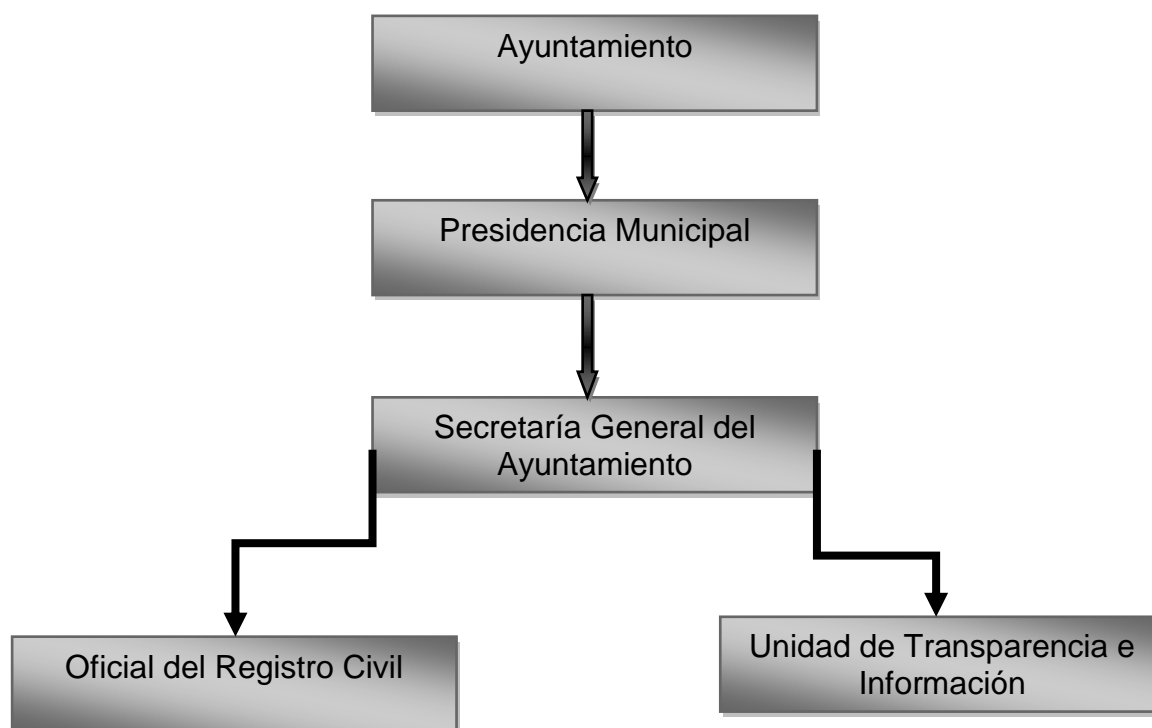 Ayuntamiento
Presidencia Municipal
Secretaría General del
Ayuntamiento
Oficial del Registro Civil
Unidad de Transparencia e
Información